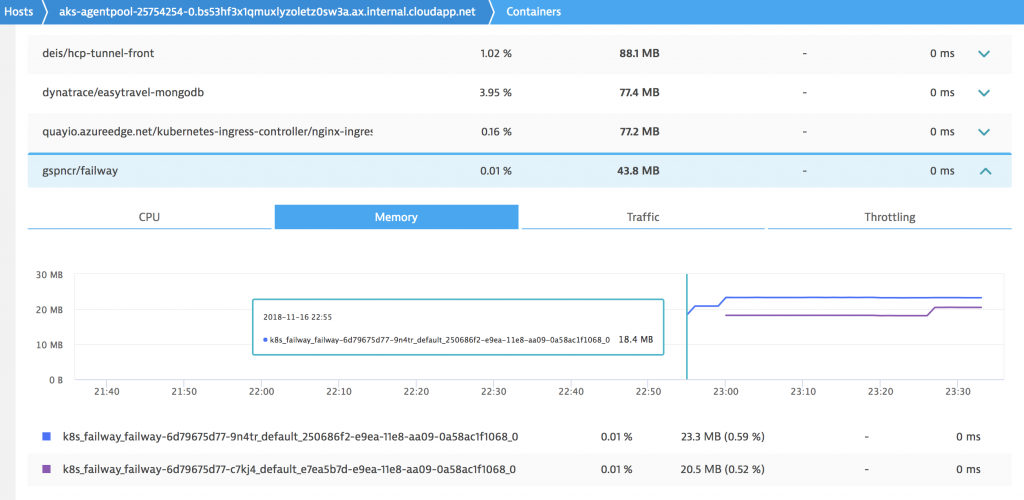 Hosts aks-agentpool-25754254-0.bs53hf3x1qmuxlyzoletz0sw3a.ax.internal.cloudapp.net Containers
deis/hcp-tunnel-front 1.02 % 88.1 MB - 0 ms
dynatrace/easytravel-mongodb 3.95 % 77.4 MB - 0 ms
quayio.azureedge.net/kubernetes-ingress-controller/nginx-ingres 0.16 % 77.2 MB - 0 ms
gspncr/failway 0.01 % 43.8 MB - 0 ms
CPU Memory Traffic Throttling
30 MB
20 MB
10 MB
0 B
2018-11-16 22:55
k8s_failway_failway-6d79675d77-9n4tr_default_250686f2-e9ea-11e8-aa09-0a58ac1f1068_0 18.4 MB
21:40 21:50 22:00 22:10 22:20 22:30 22:40 22:50 23:00 23:10 23:20 23:30
k8s_failway_failway-6d79675d77-9n4tr_default_250686f2-e9ea-11e8-aa09-0a58ac1f1068_0 0.01 % 23.3 MB (0.59 %) - 0 ms
k8s_failway_failway-6d79675d77-c7kj4_default_e7ea5b7d-e9ea-11e8-aa09-0a58ac1f1068_0 0.01 % 20.5 MB (0.52 %) - 0 ms